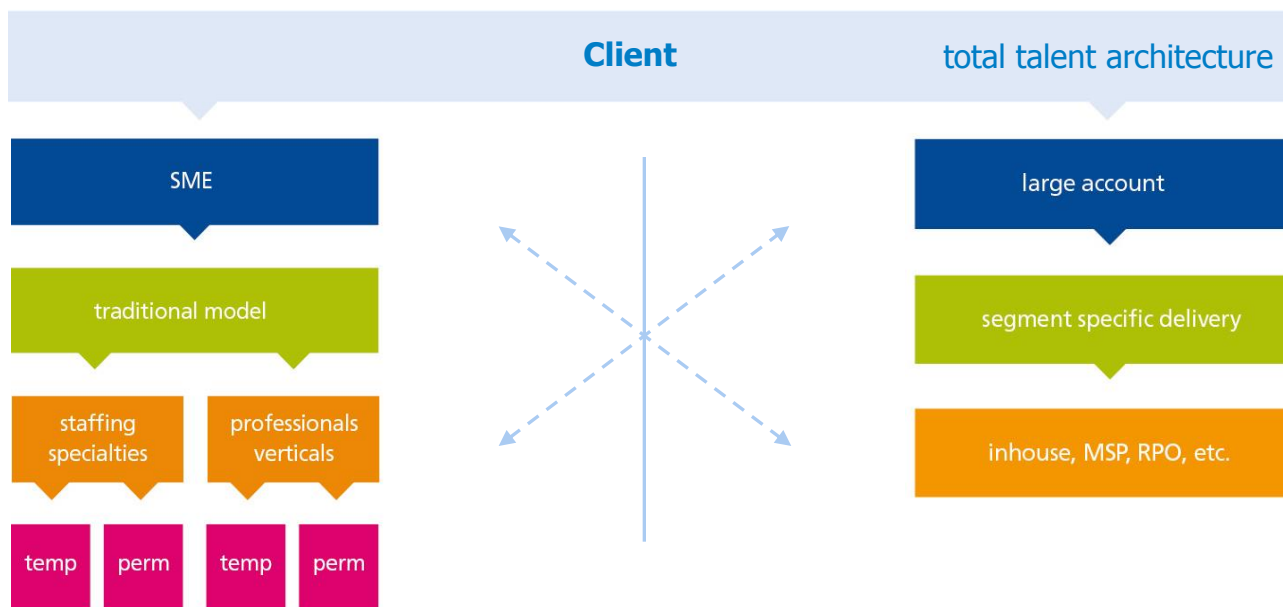 Client
total talent architecture
SME
large account
traditional model
segment specific delivery
staffing
specialties
professionals
verticals
inhouse, MSP, RPO, etc.
temp
perm
temp
perm